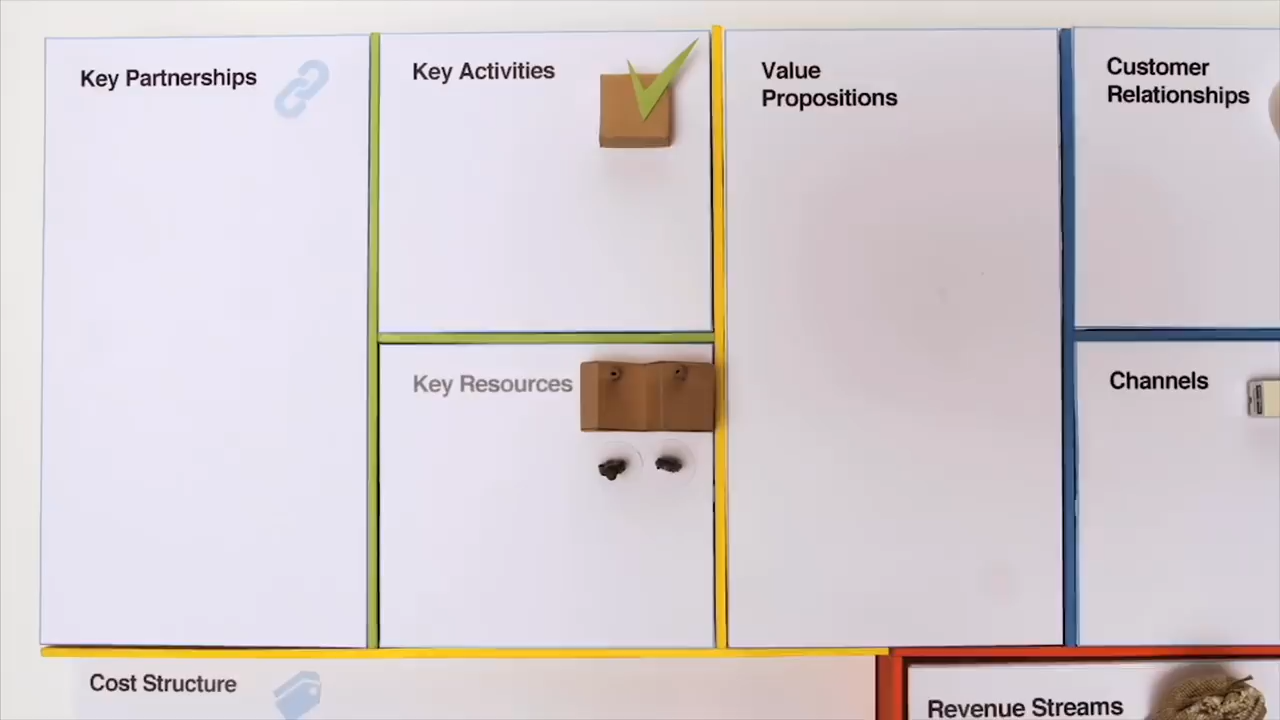 Key Partnerships
Key Activities
Value
Propositions
Customer
Relationships
Key Resources
Channels
Cost Structure
Revenue Streams